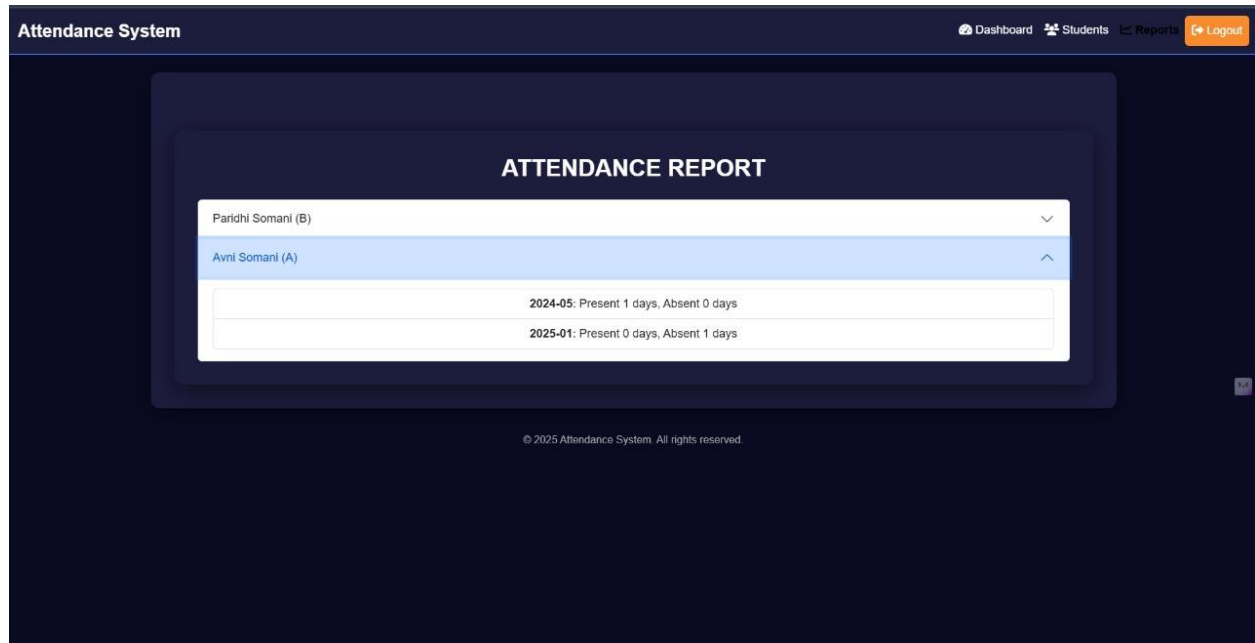 Attendance System
Dashboard Students Reports Logout
ATTENDANCE REPORT
Paridhi Somani (B)
Avni Somani (A)
2024-05: Present 1 days, Absent 0 days
2025-01: Present 0 days, Absent 1 days
© 2025 Attendance System. All rights reserved.